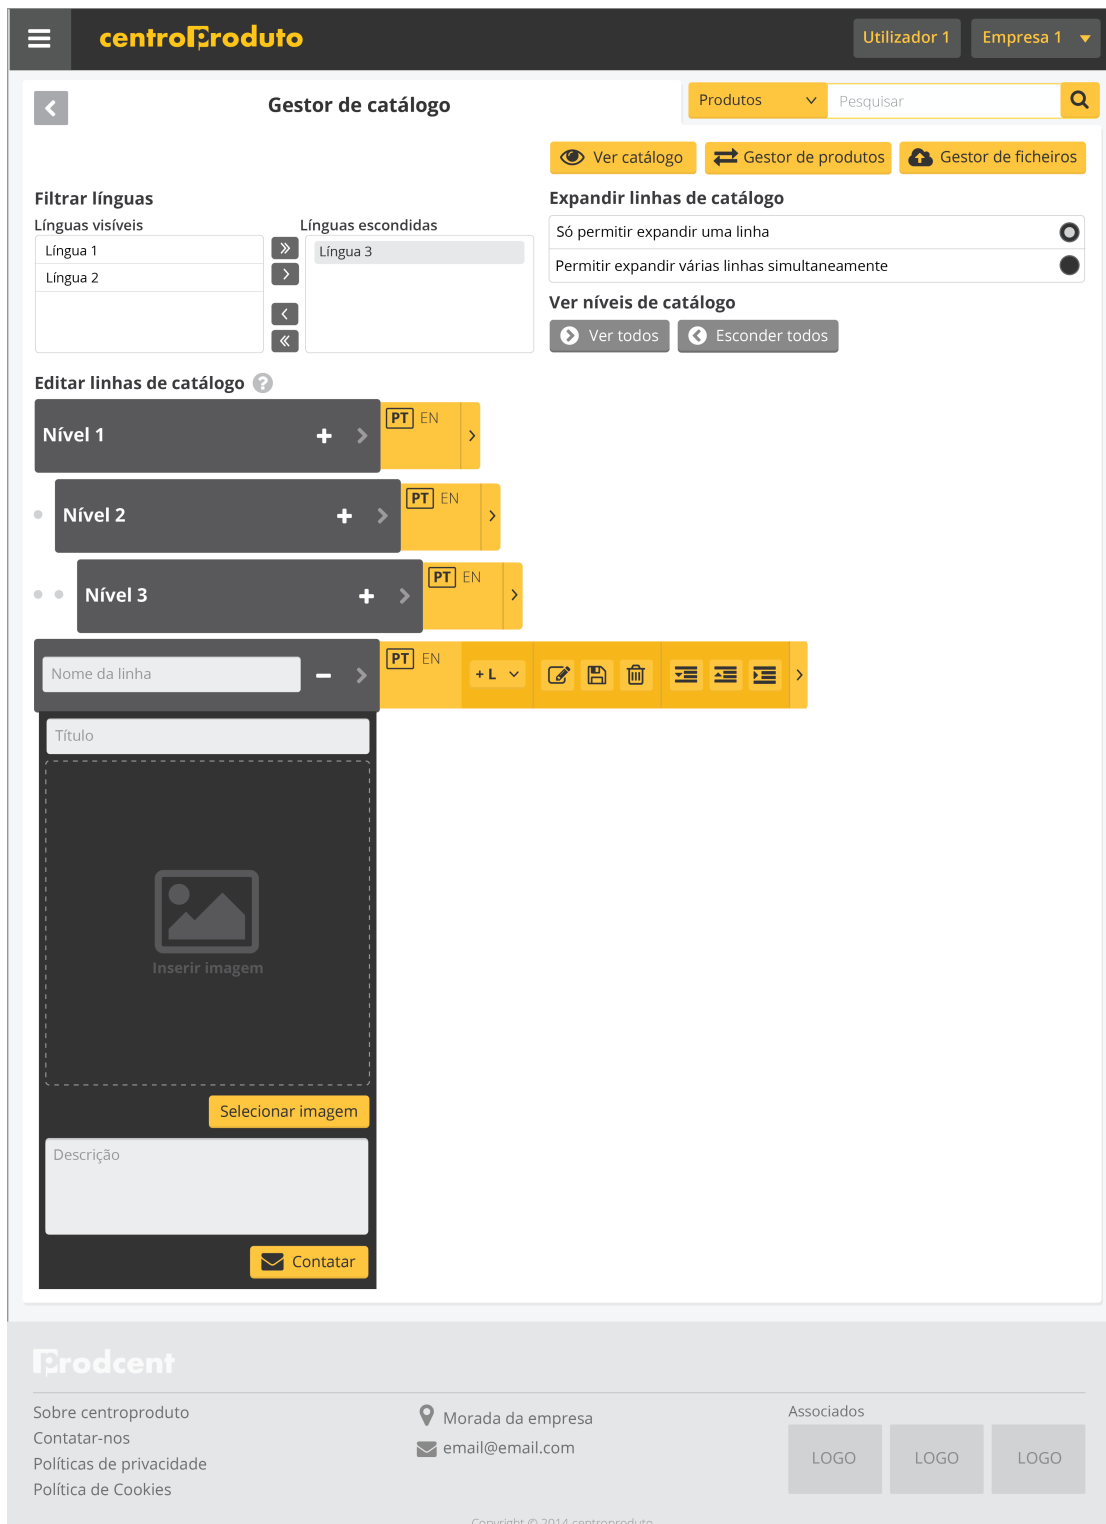 centroProduto
Utilizador 1
Empresa 1
Gestor de catálogo
Produtos
Pesquisar
Ver catálogo
Gestor de produtos
Gestor de ficheiros
Filtrar línguas
Línguas visíveis
Línguas escondidas
Língua 1
Língua 2
Língua 3
Expandir linhas de catálogo
Só permitir expandir uma linha
Permitir expandir várias linhas simultaneamente
Ver níveis de catálogo
Ver todos
Esconder todos
Editar linhas de catálogo ?
Nível 1
PT EN
Nível 2
PT EN
Nível 3
PT EN
Nome da linha
PT EN
+ L
Título
Inserir imagem
Selecionar imagem
Descrição
Contatar
Prodcent
Sobre centroproduto
Contatar-nos
Políticas de privacidade
Política de Cookies
Morada da empresa
email@email.com
Associados
LOGO
LOGO
LOGO
Copyright © 2014 centroproduto